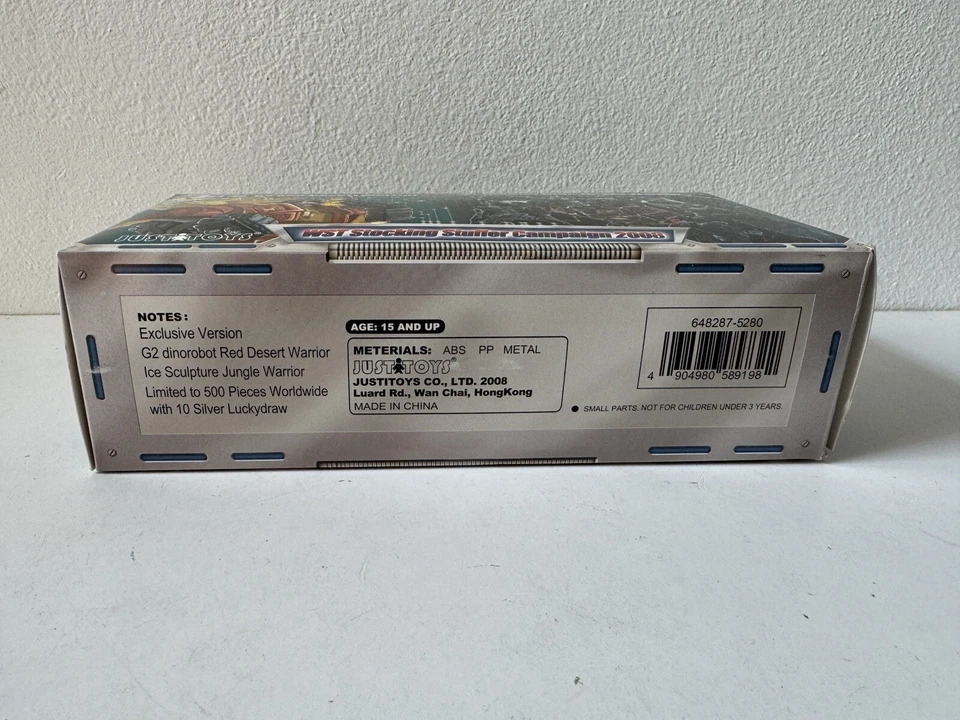 JUSTITOYS
WST Stocking Stuffer Campaign 2008
NOTES:
Exclusive Version
G2 dinorobot Red Desert Warrior
Ice Sculpture Jungle Warrior
Limited to 500 Pieces Worldwide
with 10 Silver Luckydraw
AGE: 15 AND UP
METERIALS: ABS PP METAL
JUSTITOYS®
JUSTITOYS CO., LTD. 2008
Luard Rd., Wan Chai, HongKong
MADE IN CHINA
648287-5280
4 904980 589198
● SMALL PARTS. NOT FOR CHILDREN UNDER 3 YEARS.